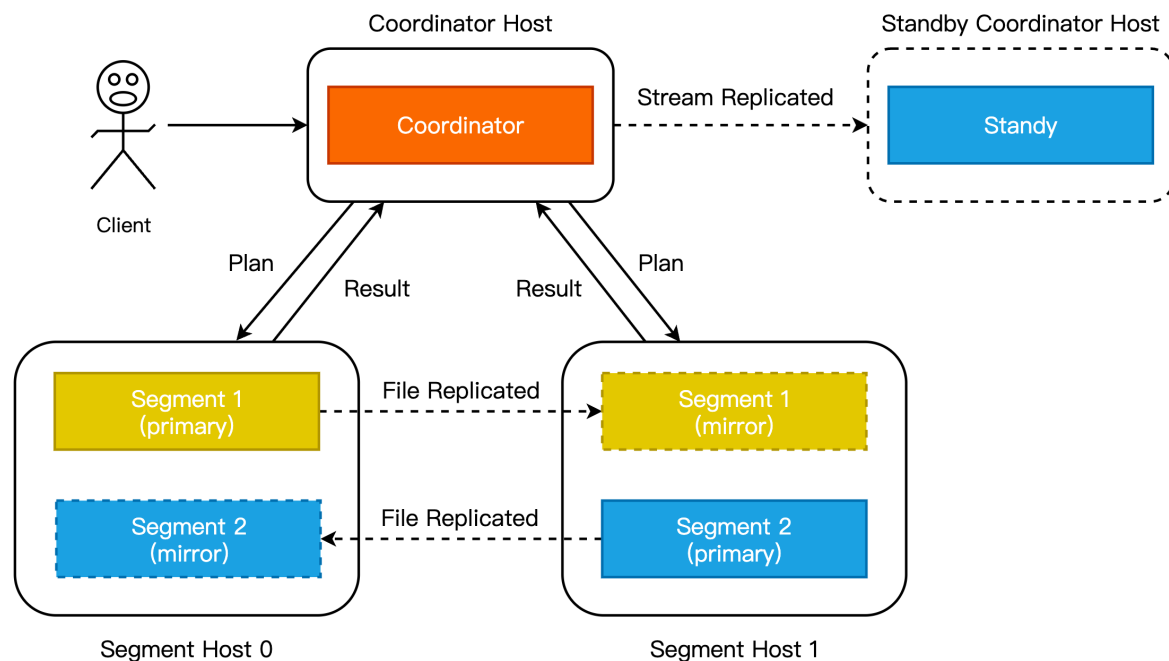 Coordinator Host
Standby Coordinator Host
Coordinator
Stream Replicated
Standy
Client
Plan
Result
Result
Plan
Segment 1
(primary)
File Replicated
Segment 1
(mirror)
Segment 2
(mirror)
File Replicated
Segment 2
(primary)
Segment Host 0
Segment Host 1